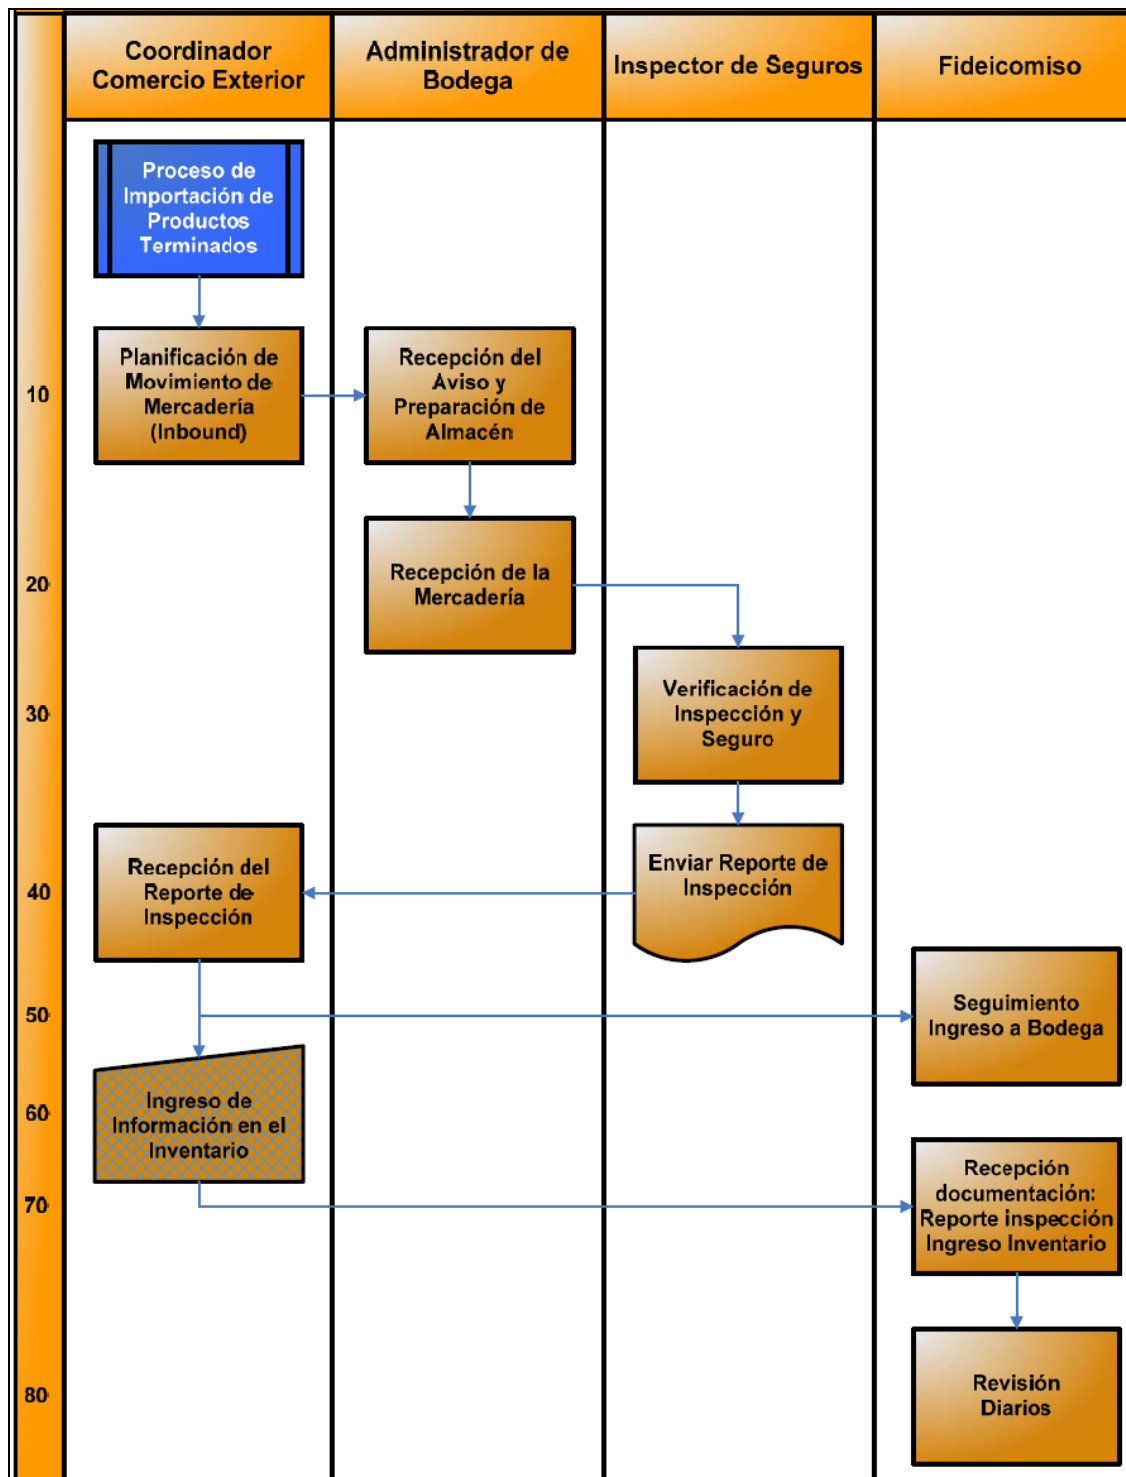 Coordinador
Comercio Exterior
Administrador de
Bodega
Inspector de Seguros
Fideicomiso
Proceso de
Importación de
Productos
Terminados
10
Planificación de
Movimiento de
Mercadería
(Inbound)
Recepción del
Aviso y
Preparación de
Almacén
20
Recepción de la
Mercadería
30
Verificación de
Inspección y
Seguro
40
Recepción del
Reporte de
Inspección
Enviar Reporte de
Inspección
50
Seguimiento
Ingreso a Bodega
60
Ingreso de
Información en el
Inventario
70
Recepción
documentación:
Reporte inspección
Ingreso Inventario
80
Revisión
Diarios